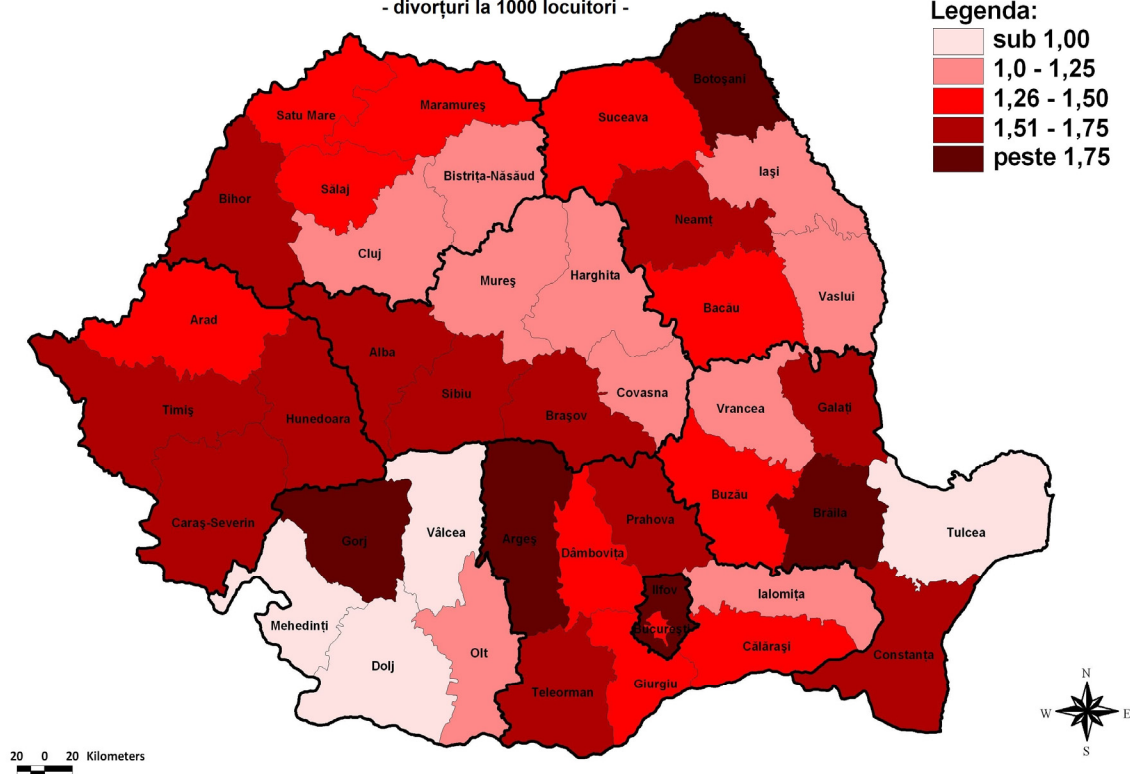 - divorțuri la 1000 locuitori -
Legenda:
sub 1,00
1,0 - 1,25
1,26 - 1,50
1,51 - 1,75
peste 1,75
Botoșani
Satu Mare
Maramureș
Suceava
Iași
Bistrița-Năsăud
Sălaj
Bihor
Neamț
Cluj
Mureș
Harghita
Vaslui
Bacău
Arad
Alba
Sibiu
Covasna
Timiș
Hunedoara
Brașov
Vrancea
Galați
Buzău
Brăila
Caraș-Severin
Prahova
Vâlcea
Tulcea
Gorj
Argeș
Dâmbovița
Ilfov
Ialomița
Mehedinți
București
Călărași
Olt
Constanța
Dolj
Giurgiu
Teleorman
N
W
E
S
20 0 20 Kilometers